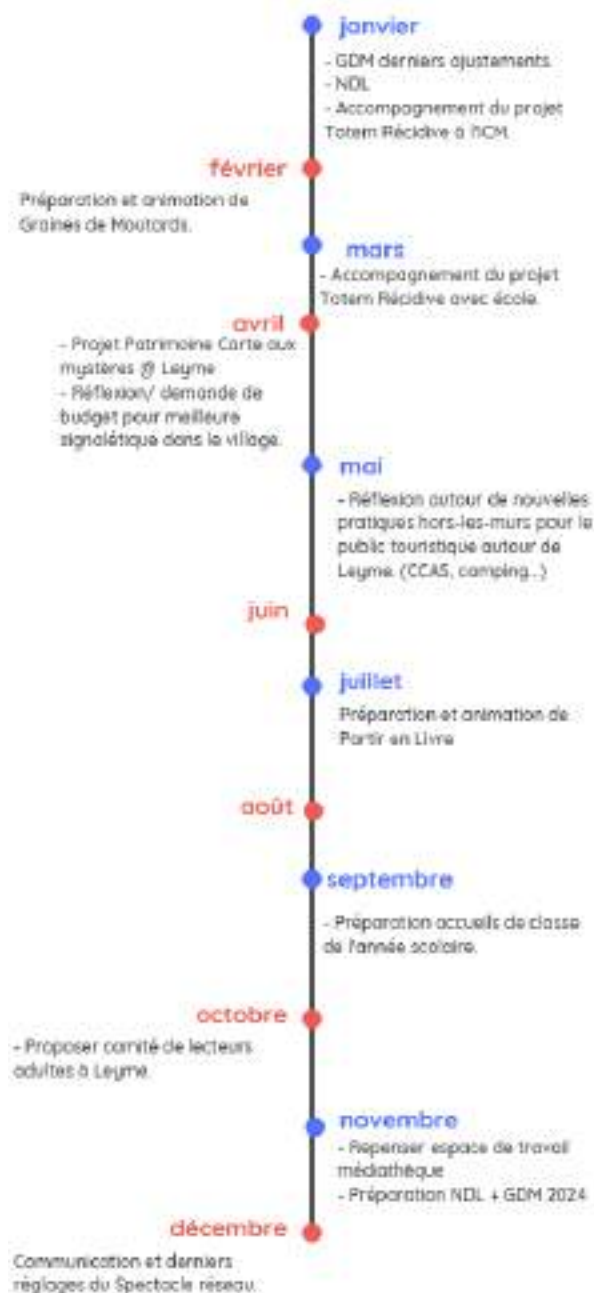 janvier
- GDM derniers ajustements.
- NDL
- Accompagnement du projet
Totem Récidive à l'ICM.
février
Préparation et animation de
Graines de Moutards.
mars
- Accompagnement du projet
Totem Récidive avec école.
avril
- Projet Patrimoine Carte aux
mystères @ Leyme
- Réflexion/ demande de
budget pour meilleure
signalétique dans le village.
mai
- Réflexion autour de nouvelles
pratiques hors-les-murs pour le
public touristique autour de
Leyme. (CCAS, camping...)
juin
juillet
Préparation et animation de
Partir en Livre
août
septembre
- Préparation accueils de classe
de l'année scolaire.
octobre
- Proposer comité de lecteurs
adultes à Leyme.
novembre
- Repenser espace de travail
médiathèque
- Préparation NDL + GDM 2024
décembre
Communication et derniers
réglages du Spectacle réseau.